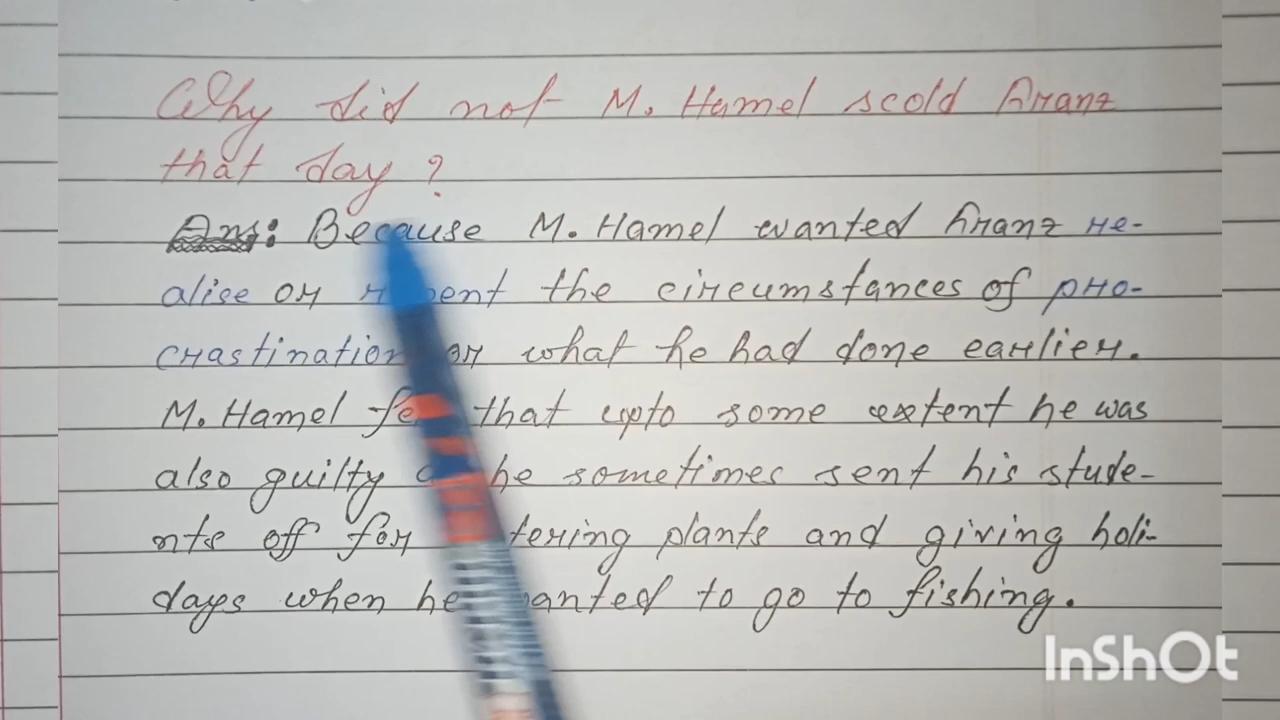 Why did not M. Hamel scold Franz
that day?
Ans: Because M. Hamel wanted Franz re-
alise or the circumstances of pro-
crastination or what he had done earlier.
M. Hamel that upto some extent he was
also guilty he sometimes sent his stude-
nts off for plants and giving holi-
days when he wanted to go to fishing.
InShOt